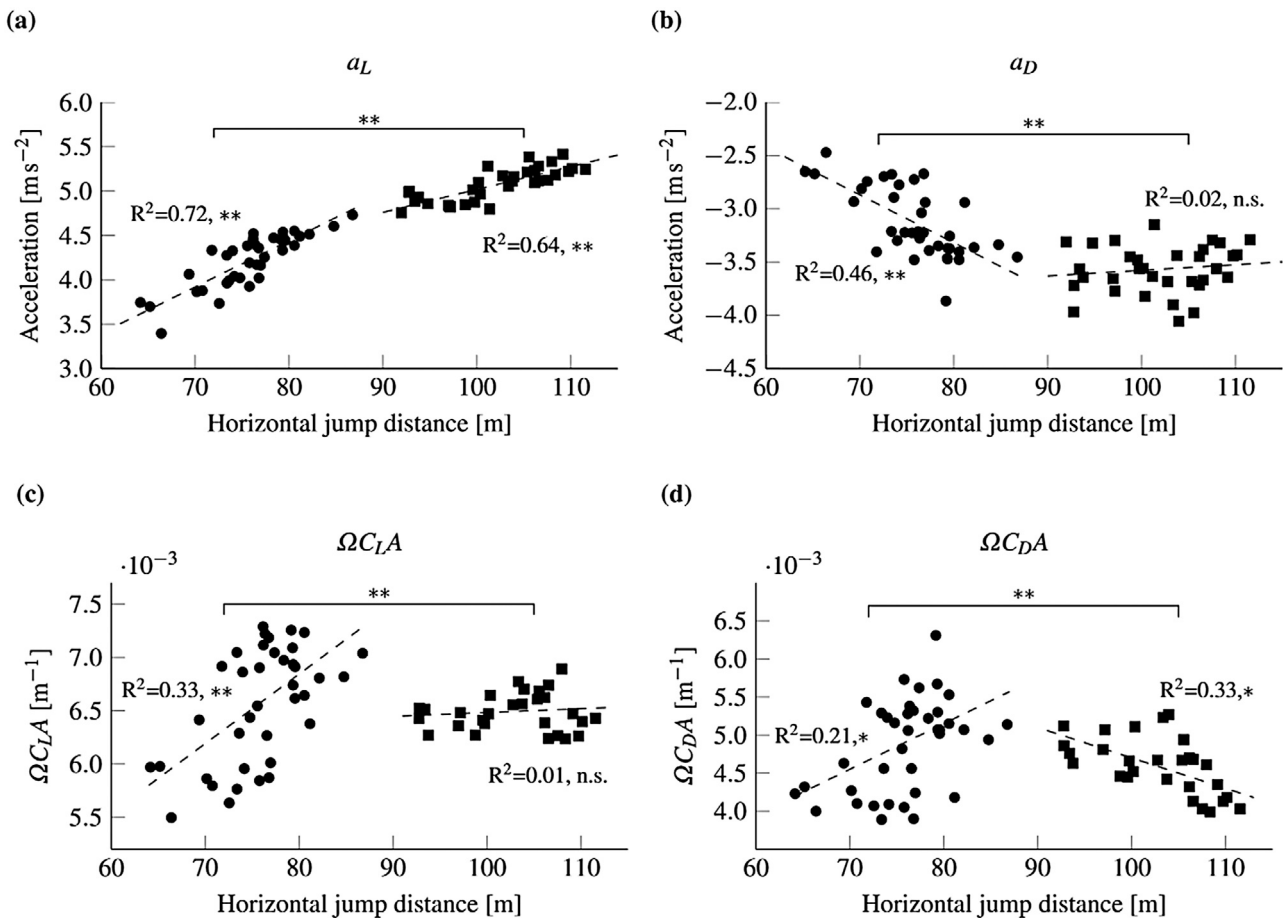 (a)
a_L
Acceleration [ms⁻²]
6.0
5.5
5.0
4.5
4.0
3.5
3.0
**
R²=0.72, **
R²=0.64, **
60 70 80 90 100 110
Horizontal jump distance [m]
(b)
a_D
Acceleration [ms⁻²]
−2.0
−2.5
−3.0
−3.5
−4.0
−4.5
**
R²=0.02, n.s.
R²=0.46, **
60 70 80 90 100 110
Horizontal jump distance [m]
(c)
ΩC_LA
·10⁻³
ΩC_LA [m⁻¹]
7.5
7.0
6.5
6.0
5.5
**
R²=0.33, **
R²=0.01, n.s.
60 70 80 90 100 110
Horizontal jump distance [m]
(d)
ΩC_DA
·10⁻³
ΩC_DA [m⁻¹]
6.5
6.0
5.5
5.0
4.5
4.0
**
R²=0.33,*
R²=0.21,*
60 70 80 90 100 110
Horizontal jump distance [m]